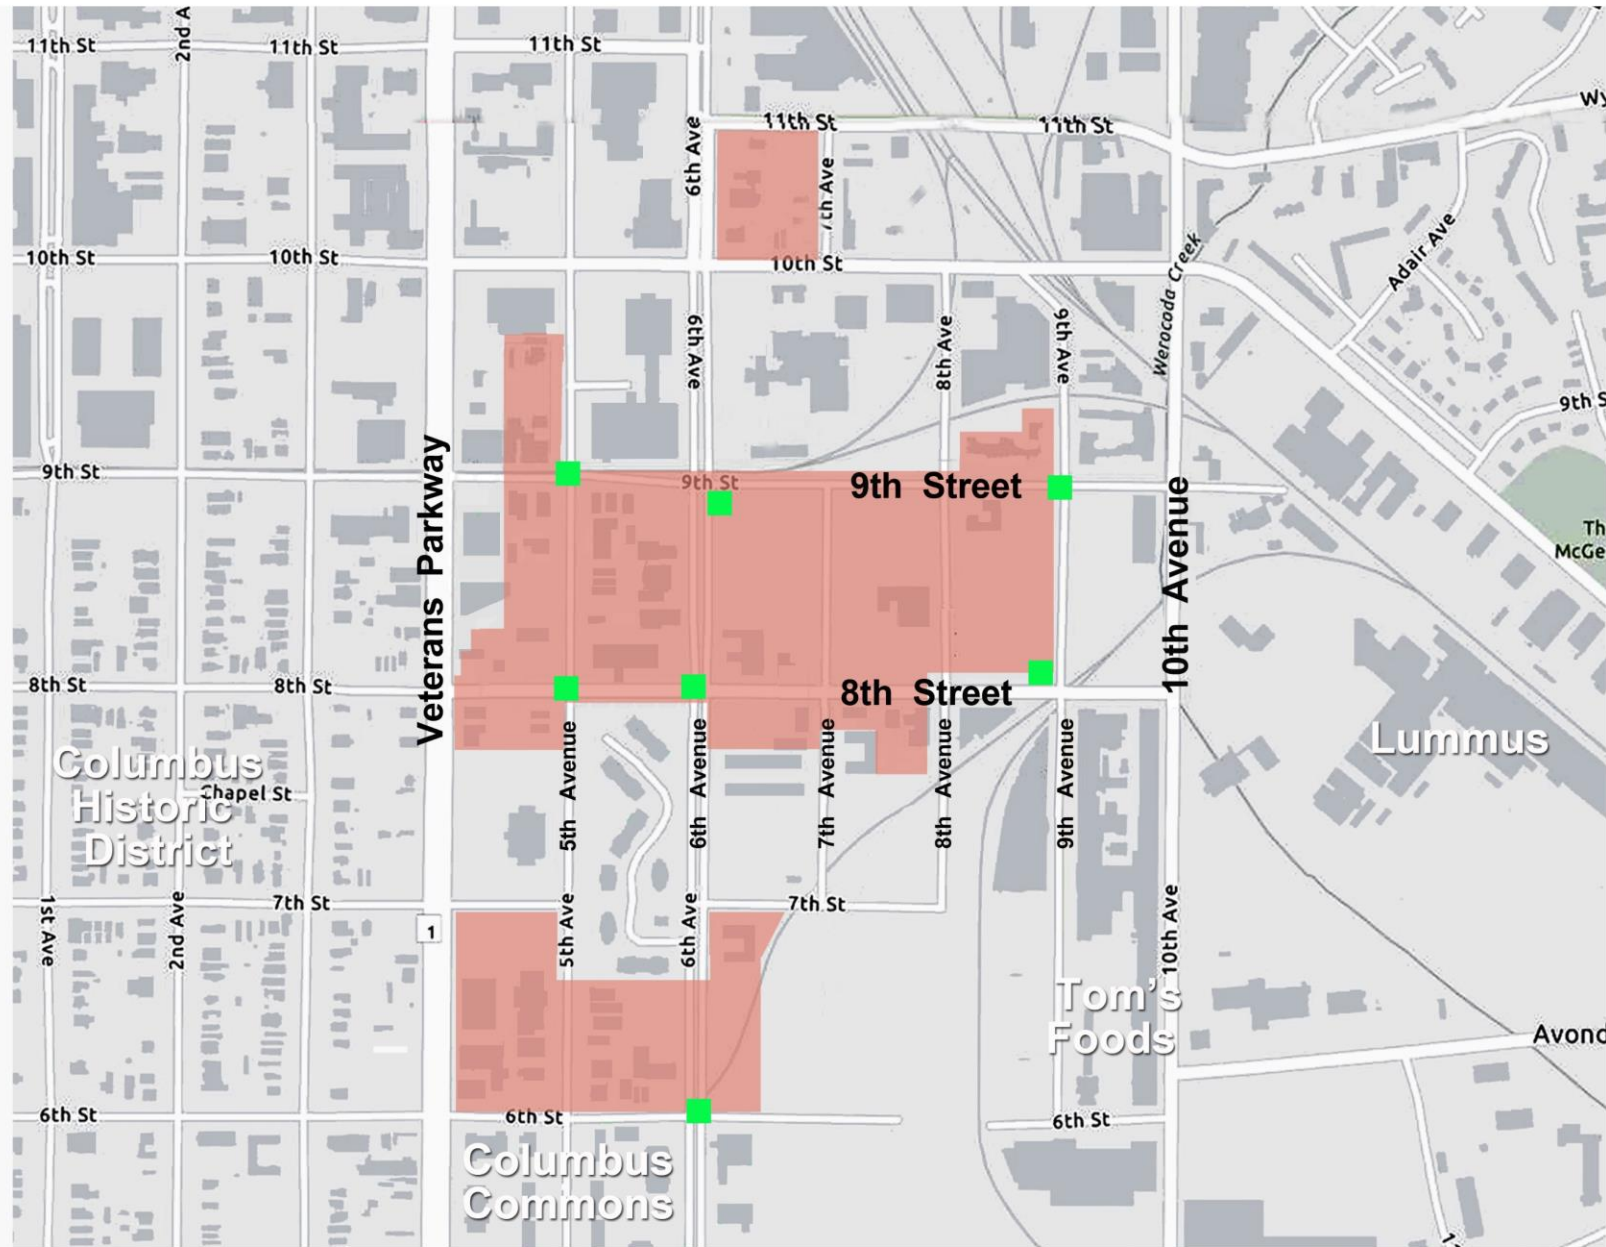 2nd A
11th St
11th St
11th St
11th St
11th St
Wy
6th Ave
7th Ave
10th St
10th St
10th St
Adair Ave
Werocoda Creek
6th Ave
8th Ave
9th Ave
9th S
9th St
9th St
9th Street
Veterans Parkway
10th Avenue
Th
McGe
8th St
8th St
8th Street
5th Avenue
6th Avenue
7th Avenue
8th Avenue
9th Avenue
Lummus
Columbus
Historic
District
Chapel St
1st Ave
2nd Ave
7th St
1
5th Ave
6th Ave
7th St
10th Ave
Tom's
Foods
Avond
6th St
6th St
6th St
Columbus
Commons